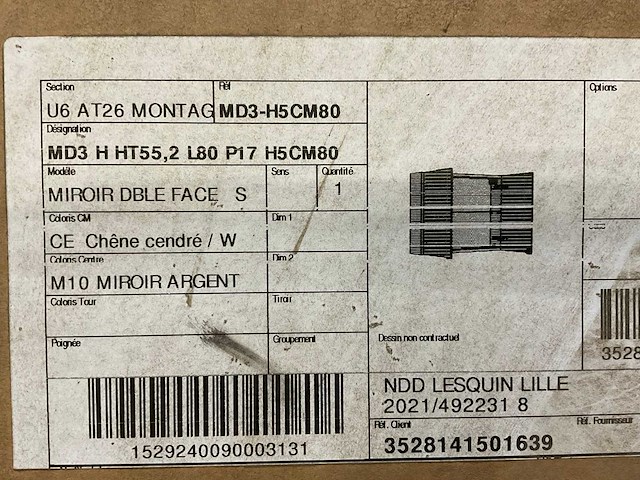 Section
Réf
Options
U6 AT26 MONTAG
MD3-H5CM80
Désignation
MD3 H HT55,2 L80 P17 H5CM80
Modèle
Sens
Quantité
MIROIR DBLE FACE S
1
Coloris CM
Dim 1
CE Chêne cendré / W
Coloris Centre
Dim 2
M10 MIROIR ARGENT
Coloris Tour
Tiroir
3528
Poignée
Groupement
Dessin non contractuel
NDD LESQUIN LILLE
2021/492231 8
Réf. Client
Réf. Fournisseur
1529240090003131
3528141501639